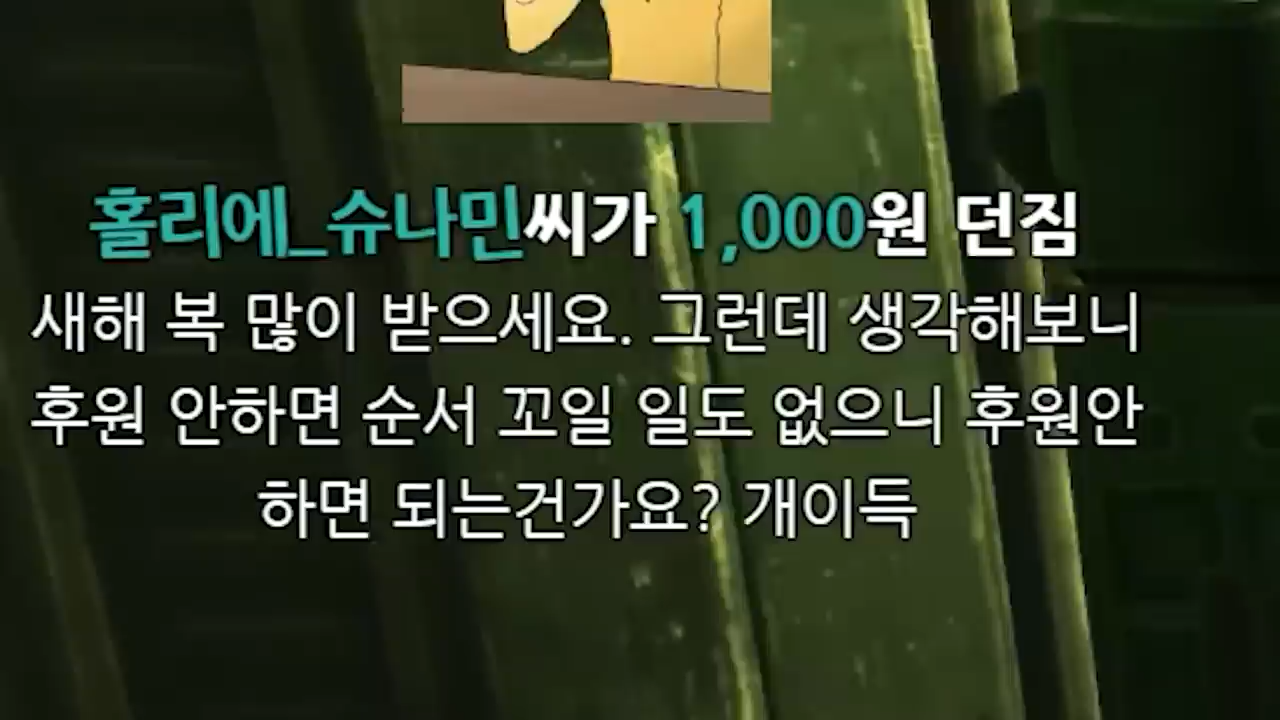 홀리에_슈나민씨가 1,000원 던짐
새해 복 많이 받으세요. 그런데 생각해보니
후원 안하면 순서 꼬일 일도 없으니 후원안
하면 되는건가요? 개이득